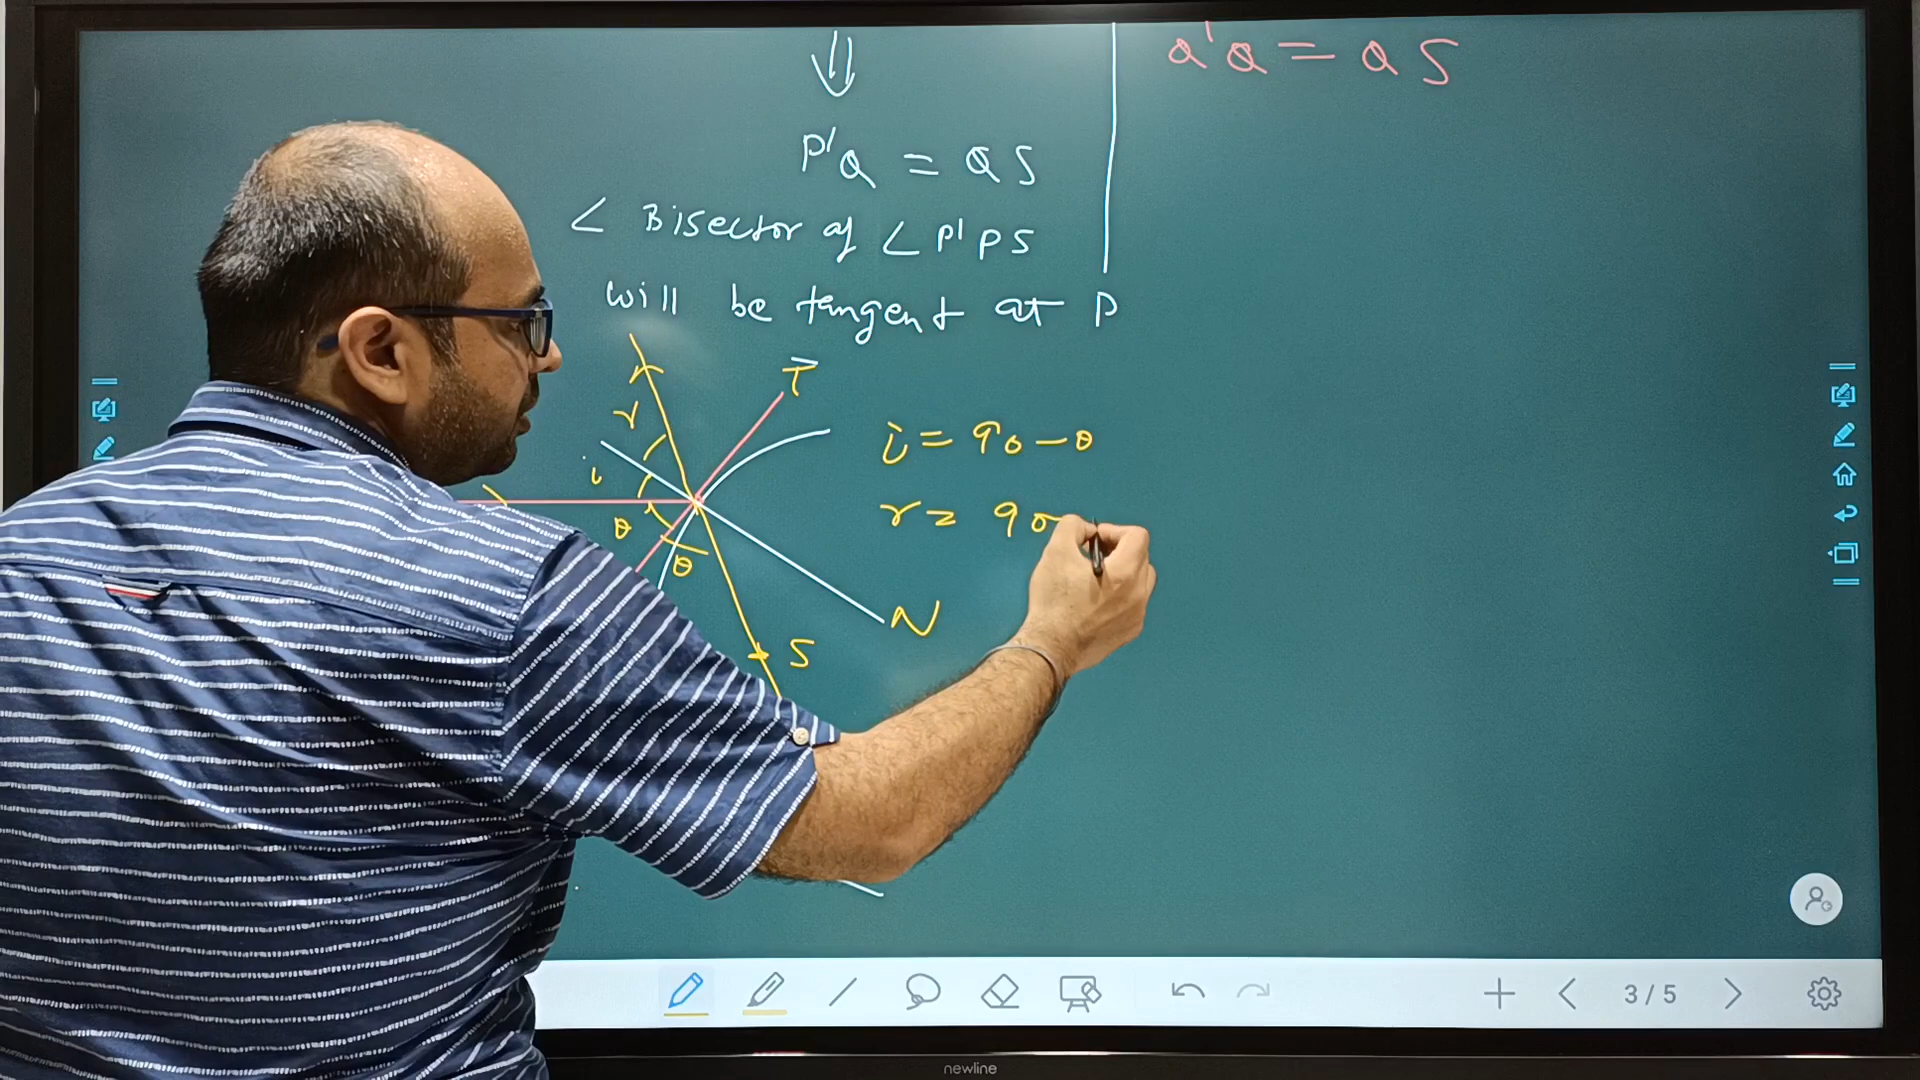 Q'Q = QS
⇓
P'Q = QS
∠ Bisector of ∠P'PS
will be tangent at P
T
r
i = 90 - θ
i
r = 90
θ
θ
N
S
3 / 5
newline